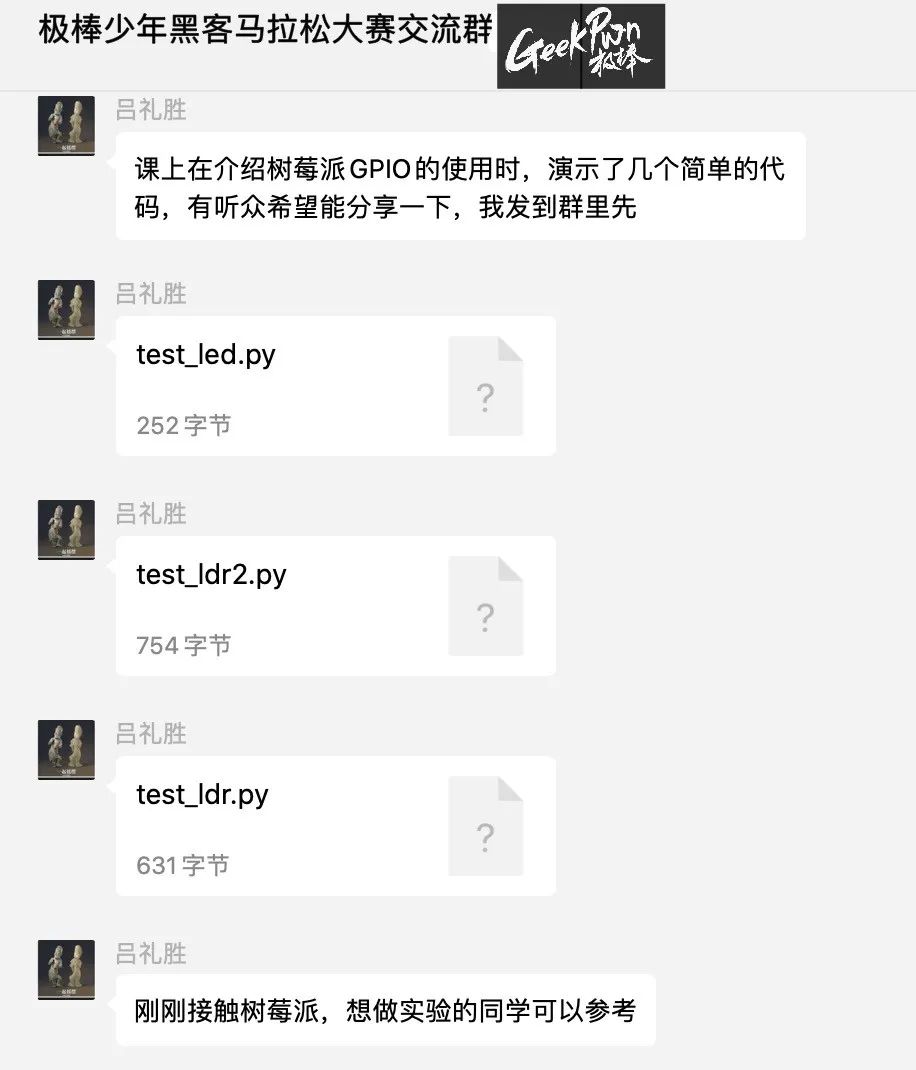 极棒少年黑客马拉松大赛交流群
GeekPwn
极棒
吕礼胜
课上在介绍树莓派GPIO的使用时，演示了几个简单的代
码，有听众希望能分享一下，我发到群里先
吕礼胜
test_led.py
252 字节
?
吕礼胜
test_ldr2.py
754 字节
?
吕礼胜
test_ldr.py
631 字节
?
吕礼胜
刚刚接触树莓派，想做实验的同学可以参考